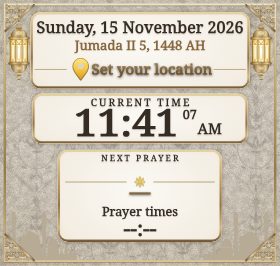 Sunday, 15 November 2026
Jumada II 5, 1448 AH
Set your location
CURRENT TIME
11:41 07 AM
NEXT PRAYER
Prayer times
--:--